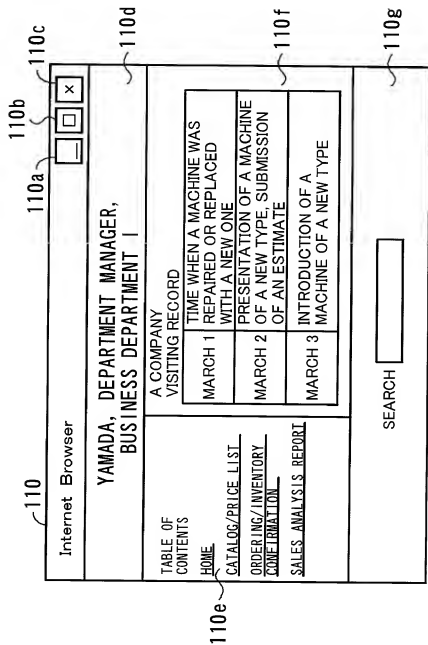 110
110a
110b
110c
Internet Browser
_ □ ×
YAMADA, DEPARTMENT MANAGER,
BUSINESS DEPARTMENT I
110d
TABLE OF
CONTENTS
HOME
CATALOG/PRICE LIST
ORDERING/INVENTORY
CONFIRMATION
SALES ANALYSIS REPORT
110e
A COMPANY
VISITING RECORD
MARCH 1
TIME WHEN A MACHINE WAS
REPAIRED OR REPLACED
WITH A NEW ONE
MARCH 2
PRESENTATION OF A MACHINE
OF A NEW TYPE, SUBMISSION
OF AN ESTIMATE
MARCH 3
INTRODUCTION OF A
MACHINE OF A NEW TYPE
110f
SEARCH
110g